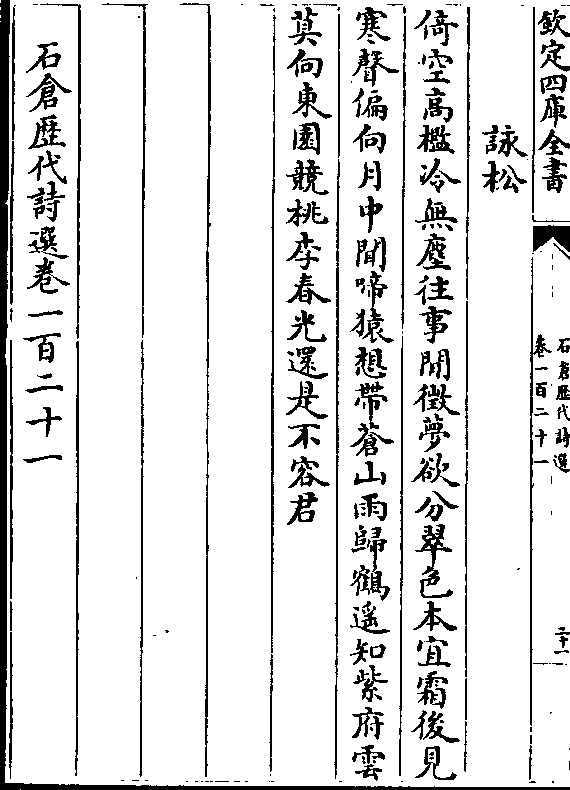 欽定四庫全書
石倉歴代詩選
卷一百二十一
二十一
詠松
倚空高檻冷無塵往事閒徴夢欲分翠色本宜霜後見
寒聲偏向月中聞啼猿想帶蒼山雨歸鶴遥知紫府雲
莫向東園競桃李春光還是不容君
石倉歴代詩選卷一百二十一